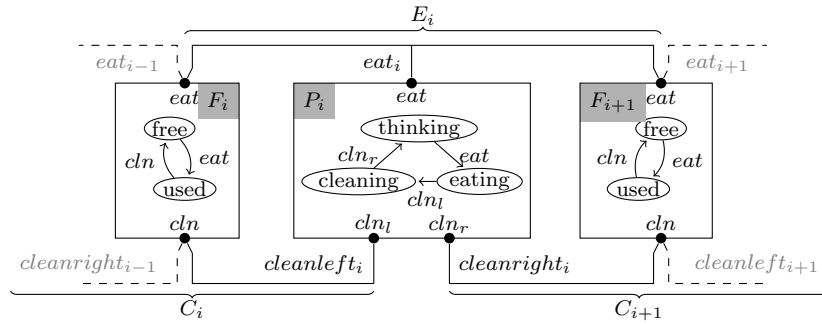 E_i
eat_{i−1} eat_i eat_{i+1}
eat F_i P_i eat F_{i+1} eat
free thinking free
cln eat cln_r eat cln eat
used cleaning eating used
cln_l
cln cln_l cln_r cln
cleanright_{i−1} cleanleft_i cleanright_i cleanleft_{i+1}
C_i C_{i+1}